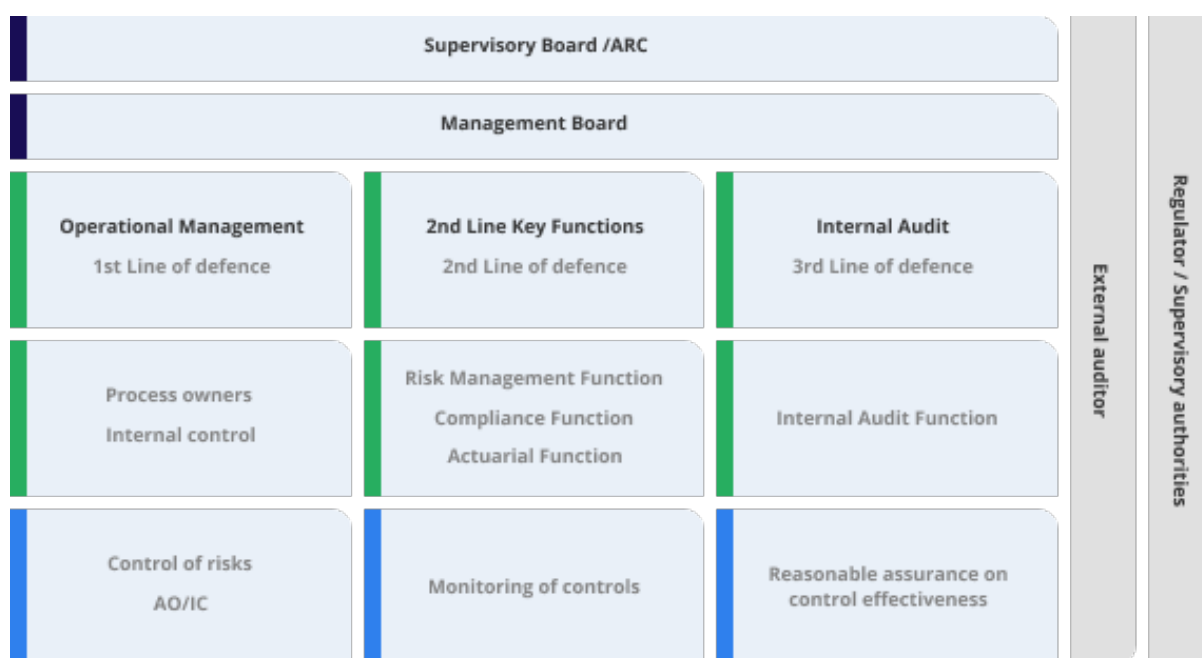 Supervisory Board /ARC
Management Board
Operational Management
1st Line of defence
2nd Line Key Functions
2nd Line of defence
Internal Audit
3rd Line of defence
Process owners
Internal control
Risk Management Function
Compliance Function
Actuarial Function
Internal Audit Function
Control of risks
AO/IC
Monitoring of controls
Reasonable assurance on
control effectiveness
External auditor
Regulator / Supervisory authorities